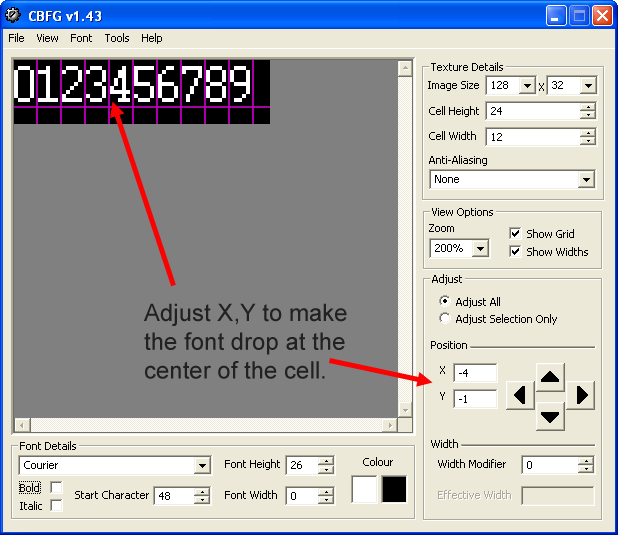 CBFG v1.43
File View Font Tools Help
0123456789
Adjust X,Y to make
the font drop at the
center of the cell.
Texture Details
Image Size 128 x 32
Cell Height 24
Cell Width 12
Anti-Aliasing
None
View Options
Zoom
200%
Show Grid
Show Widths
Adjust
Adjust All
Adjust Selection Only
Position
X -4
Y -1
Width
Width Modifier 0
Effective Width
Font Details
Courier
Font Height 26
Colour
Bold
Italic
Start Character 48
Font Width 0